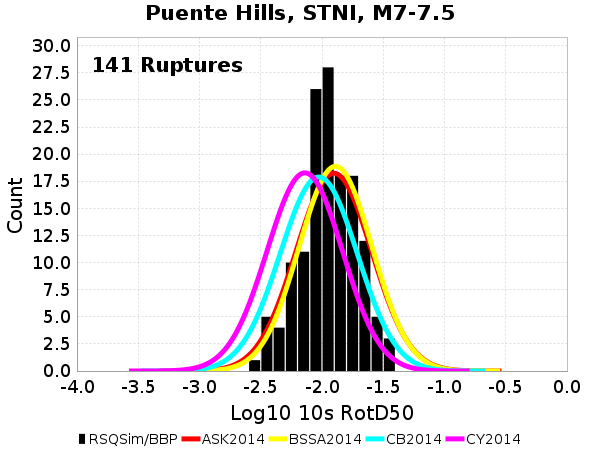 Puente Hills, STNI, M7-7.5
141 Ruptures
30.0
27.5
25.0
22.5
20.0
17.5
15.0
12.5
10.0
7.5
5.0
2.5
0.0
Count
-4.0 -3.5 -3.0 -2.5 -2.0 -1.5 -1.0 -0.5 0.0
Log10 10s RotD50
RSQSim/BBP ASK2014 BSSA2014 CB2014 CY2014